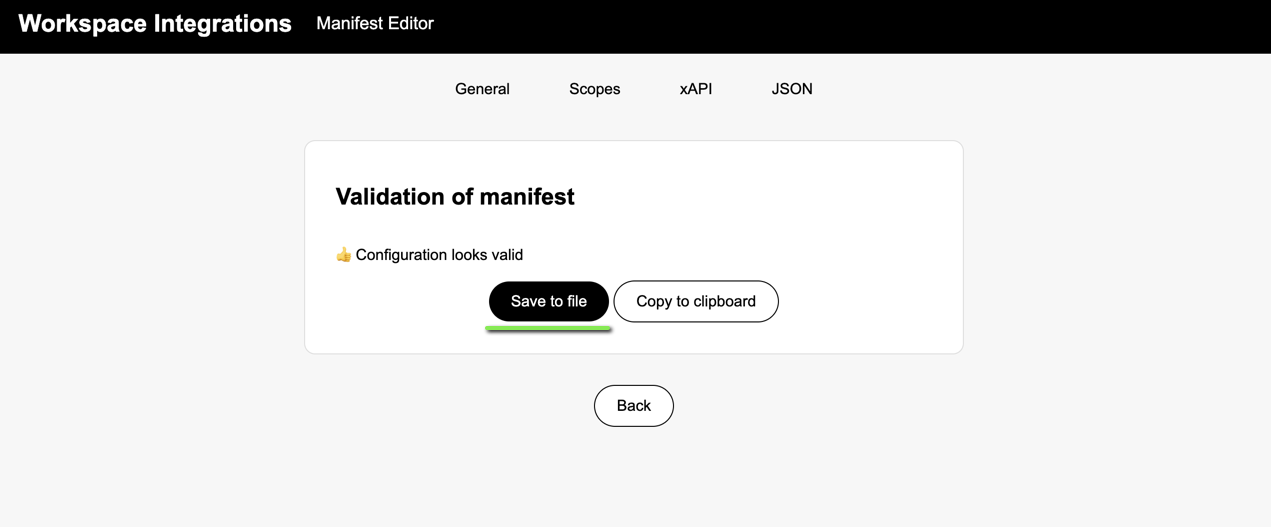 Workspace Integrations Manifest Editor
General Scopes xAPI JSON
Validation of manifest
👍 Configuration looks valid
Save to file Copy to clipboard
Back